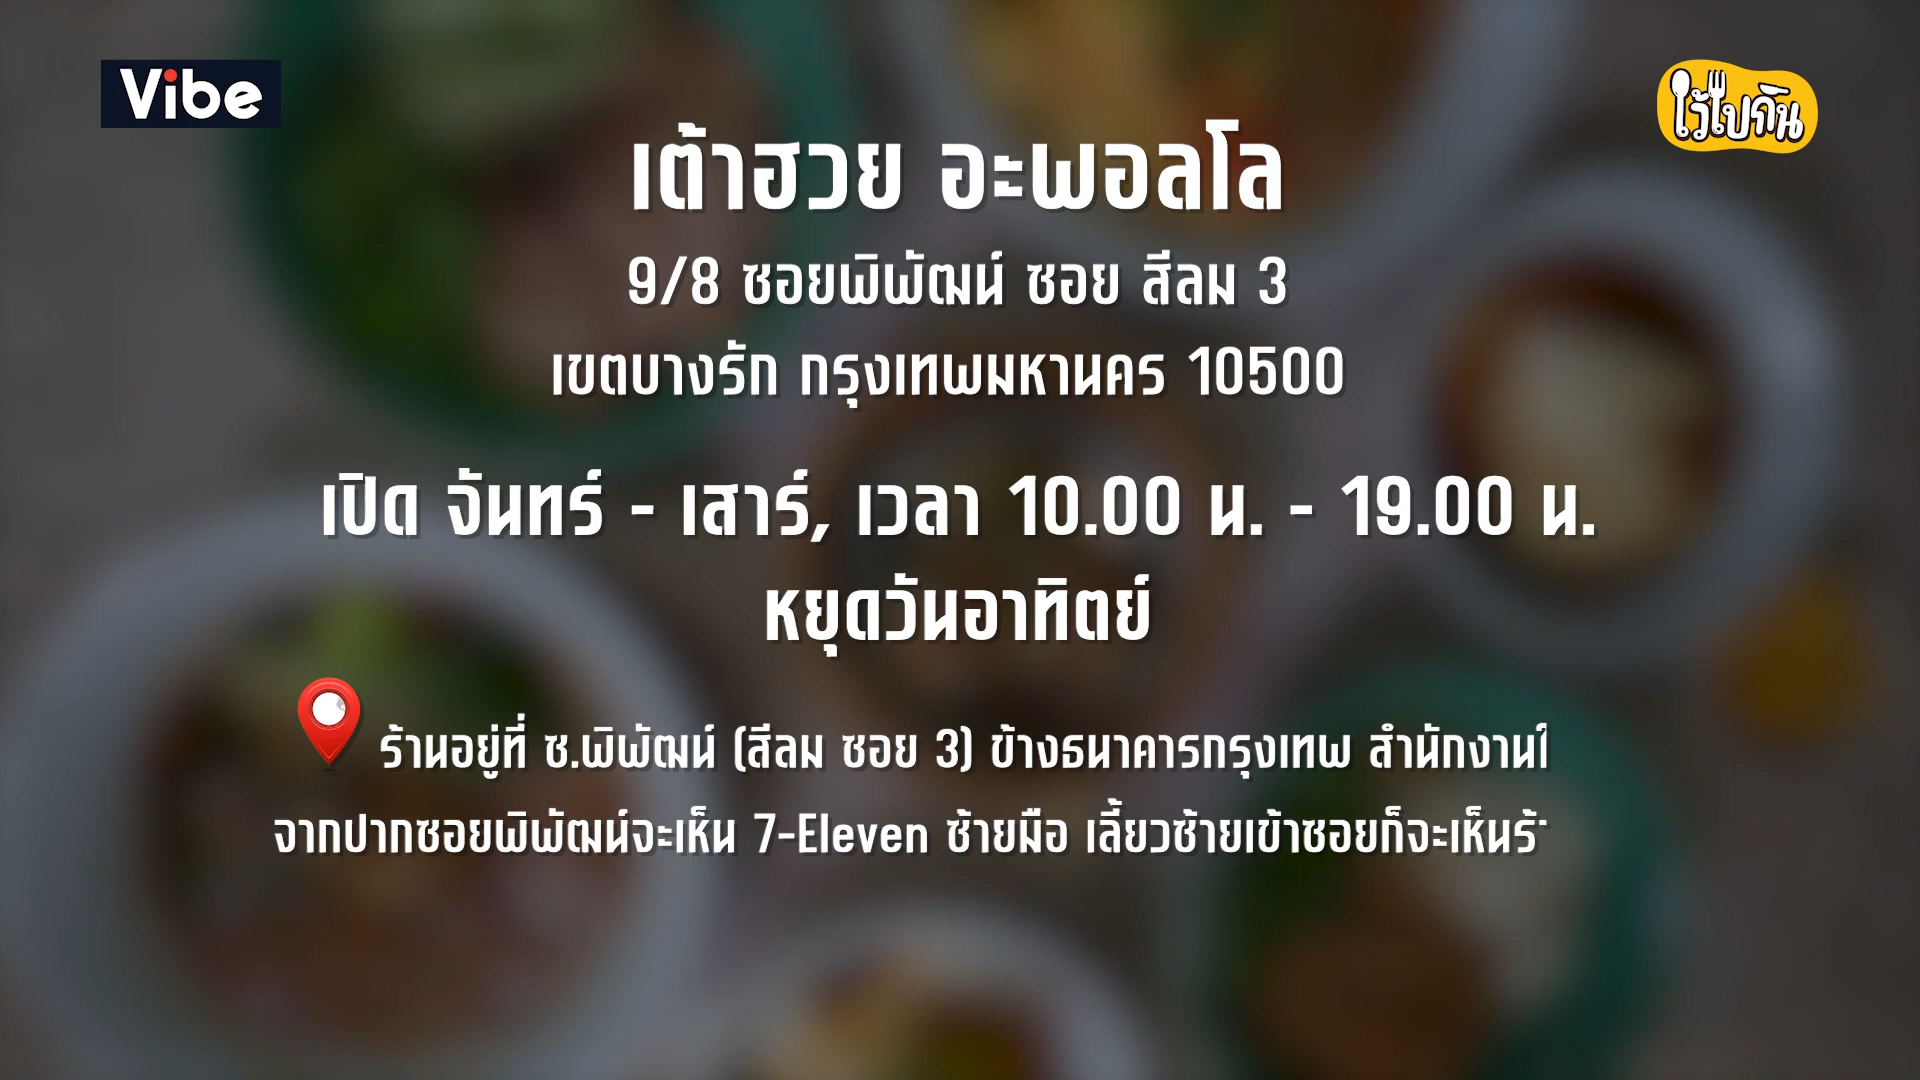 Vibe
ไว้ไปกิน
เต้าฮวย อะพอลโล
9/8 ซอยพิพัฒน์ ซอย สีลม 3
เขตบางรัก กรุงเทพมหานคร 10500
เปิด จันทร์ - เสาร์, เวลา 10.00 น. - 19.00 น.
หยุดวันอาทิตย์
ร้านอยู่ที่ ซ.พิพัฒน์ (สีลม ซอย 3) ข้างธนาคารกรุงเทพ สำนักงาน
จากปากซอยพิพัฒน์จะเห็น 7-Eleven ซ้ายมือ เลี้ยวซ้ายเข้าซอยก็จะเห็น